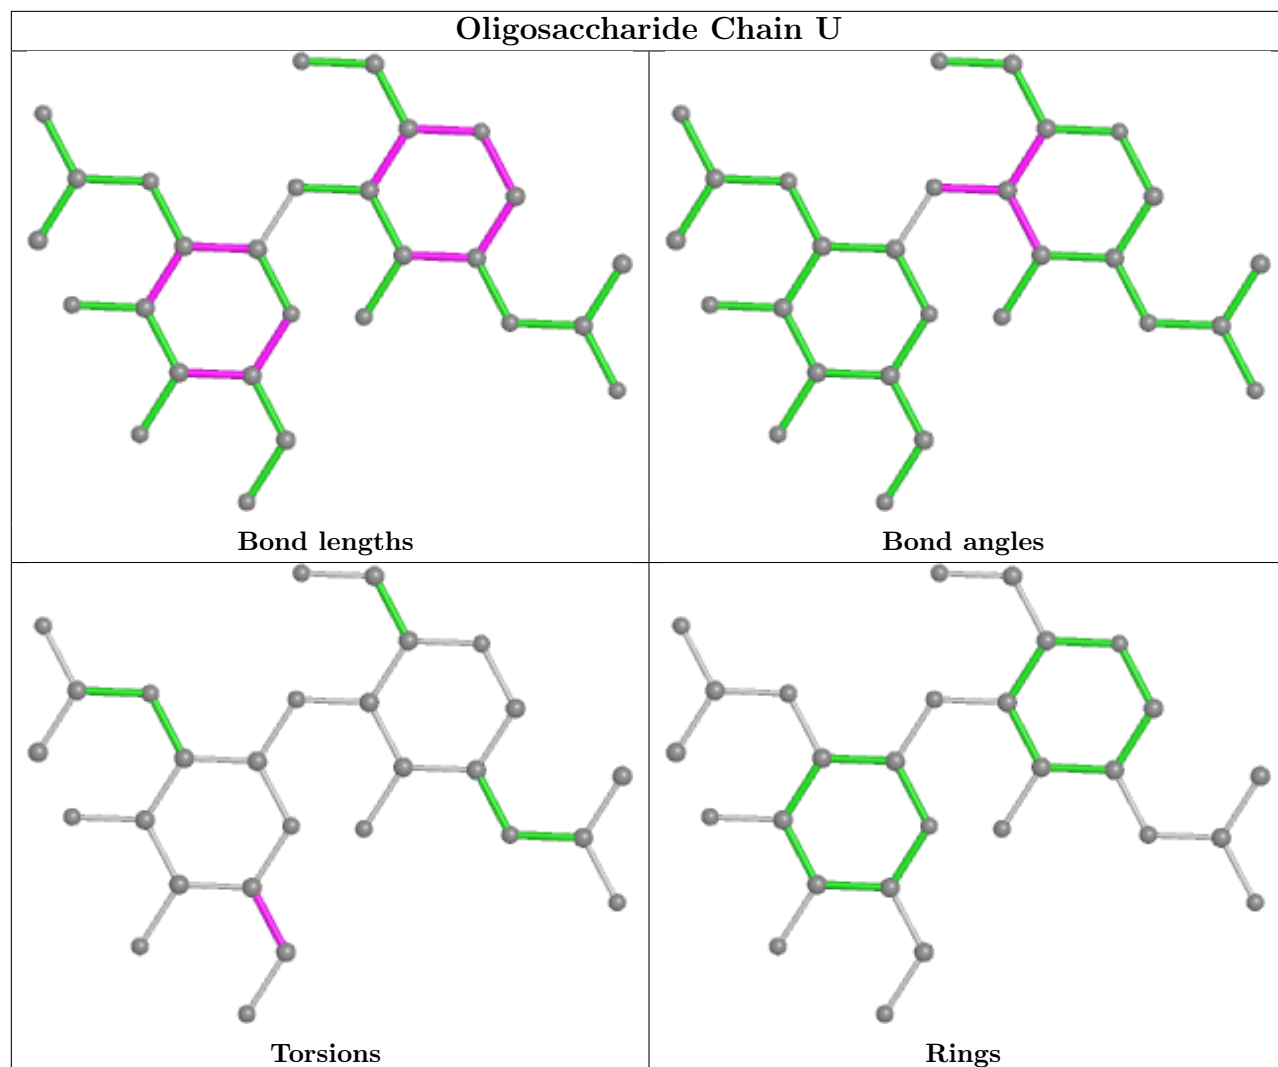 Oligosaccharide Chain U
Bond lengths
Bond angles
Torsions
Rings